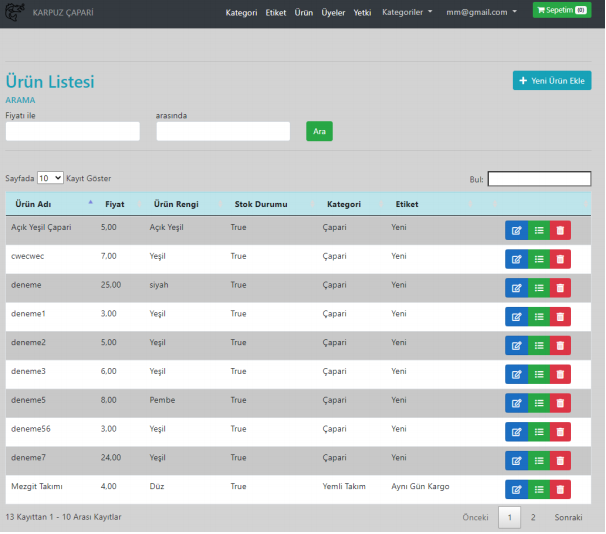 KARPUZ ÇAPARİ Kategori Etiket Ürün Üyeler Yetki Kategoriler mm@gmail.com Sepetim (0)
Ürün Listesi
Yeni Ürün Ekle
ARAMA
Fiyatı ile arasında
Ara
Sayfada 10 Kayıt Göster Bul:
Ürün Adı Fiyat Ürün Rengi Stok Durumu Kategori Etiket
Açık Yeşil Çapari 5,00 Açık Yeşil True Çapari Yeni
cwecwec 7.00 Yeşil True Çapari Yeni
deneme 25.00 siyah True Çapari Yeni
deneme1 3.00 Yeşil True Çapari Yeni
deneme2 5,00 Yeşil True Çapari Yeni
deneme3 6.00 Yeşil True Çapari Yeni
deneme5 8.00 Pembe True Çapari Yeni
deneme56 3.00 Yeşil True Çapari Yeni
deneme7 24.00 Yeşil True Çapari Yeni
Mezgit Takımı 4.00 Düz True Yemli Takım Aynı Gün Kargo
13 Kayıttan 1 - 10 Arası Kayıtlar Önceki 1 2 Sonraki